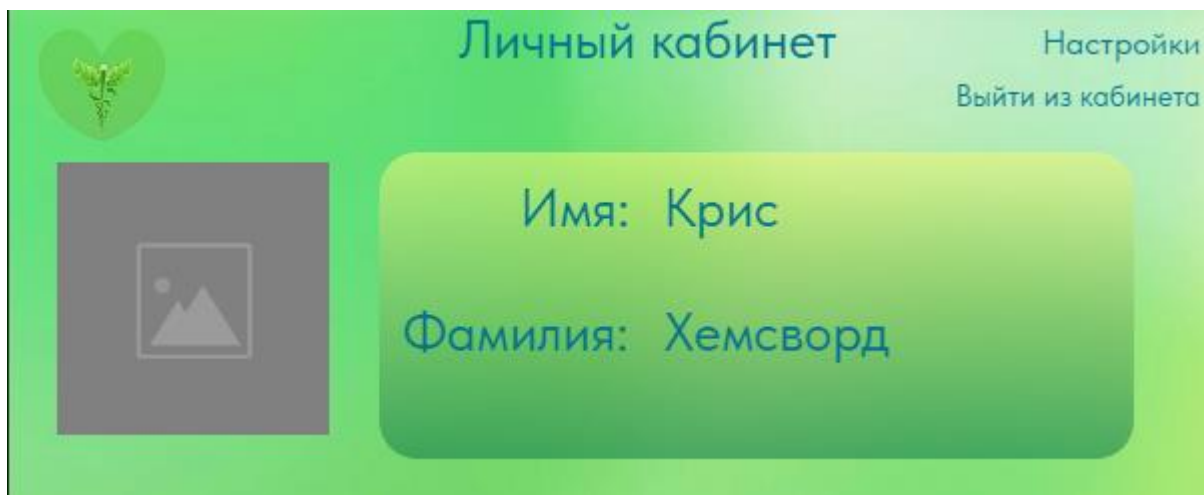 Личный кабинет
Настройки
Выйти из кабинета
Имя: Крис
Фамилия: Хемсворд